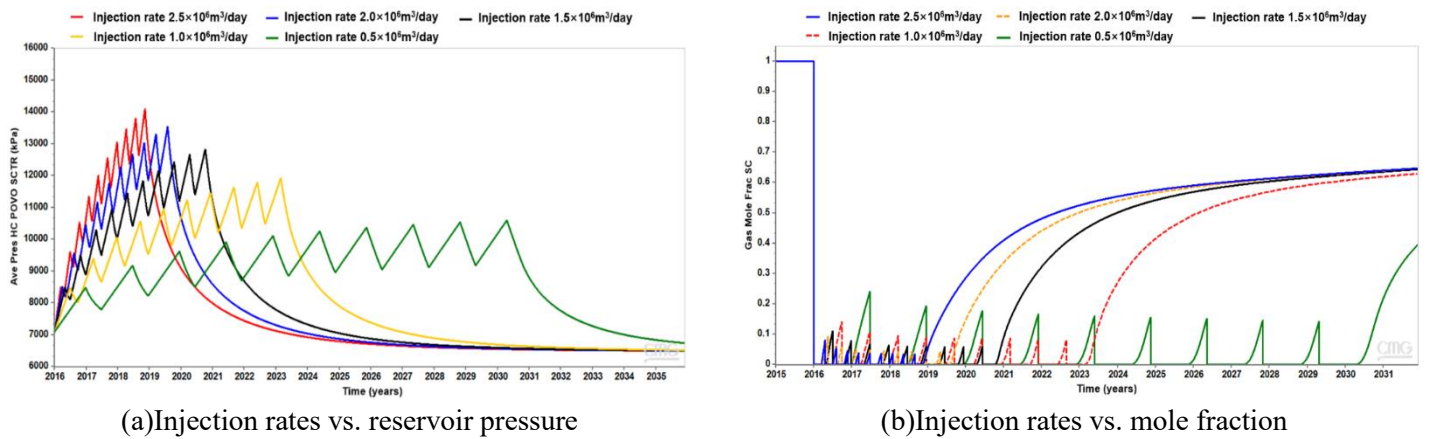 Injection rate 2.5×10⁶m³/day Injection rate 2.0×10⁶m³/day Injection rate 1.5×10⁶m³/day
Injection rate 1.0×10⁶m³/day Injection rate 0.5×10⁶m³/day
Ave Pres HC POVO SCTR (kPa)
16000
15000
14000
13000
12000
11000
10000
9000
8000
7000
6000
2016 2017 2018 2019 2020 2021 2022 2023 2024 2025 2026 2027 2028 2029 2030 2031 2032 2033 2034 2035
Time (years)
CMG
(a)Injection rates vs. reservoir pressure
Injection rate 2.5×10⁶m³/day Injection rate 2.0×10⁶m³/day Injection rate 1.5×10⁶m³/day
Injection rate 1.0×10⁶m³/day Injection rate 0.5×10⁶m³/day
Gas Mole Frac SC
1
0.9
0.8
0.7
0.6
0.5
0.4
0.3
0.2
0.1
0
2015 2016 2017 2018 2019 2020 2021 2022 2023 2024 2025 2026 2027 2028 2029 2030 2031
Time (years)
CMG
(b)Injection rates vs. mole fraction